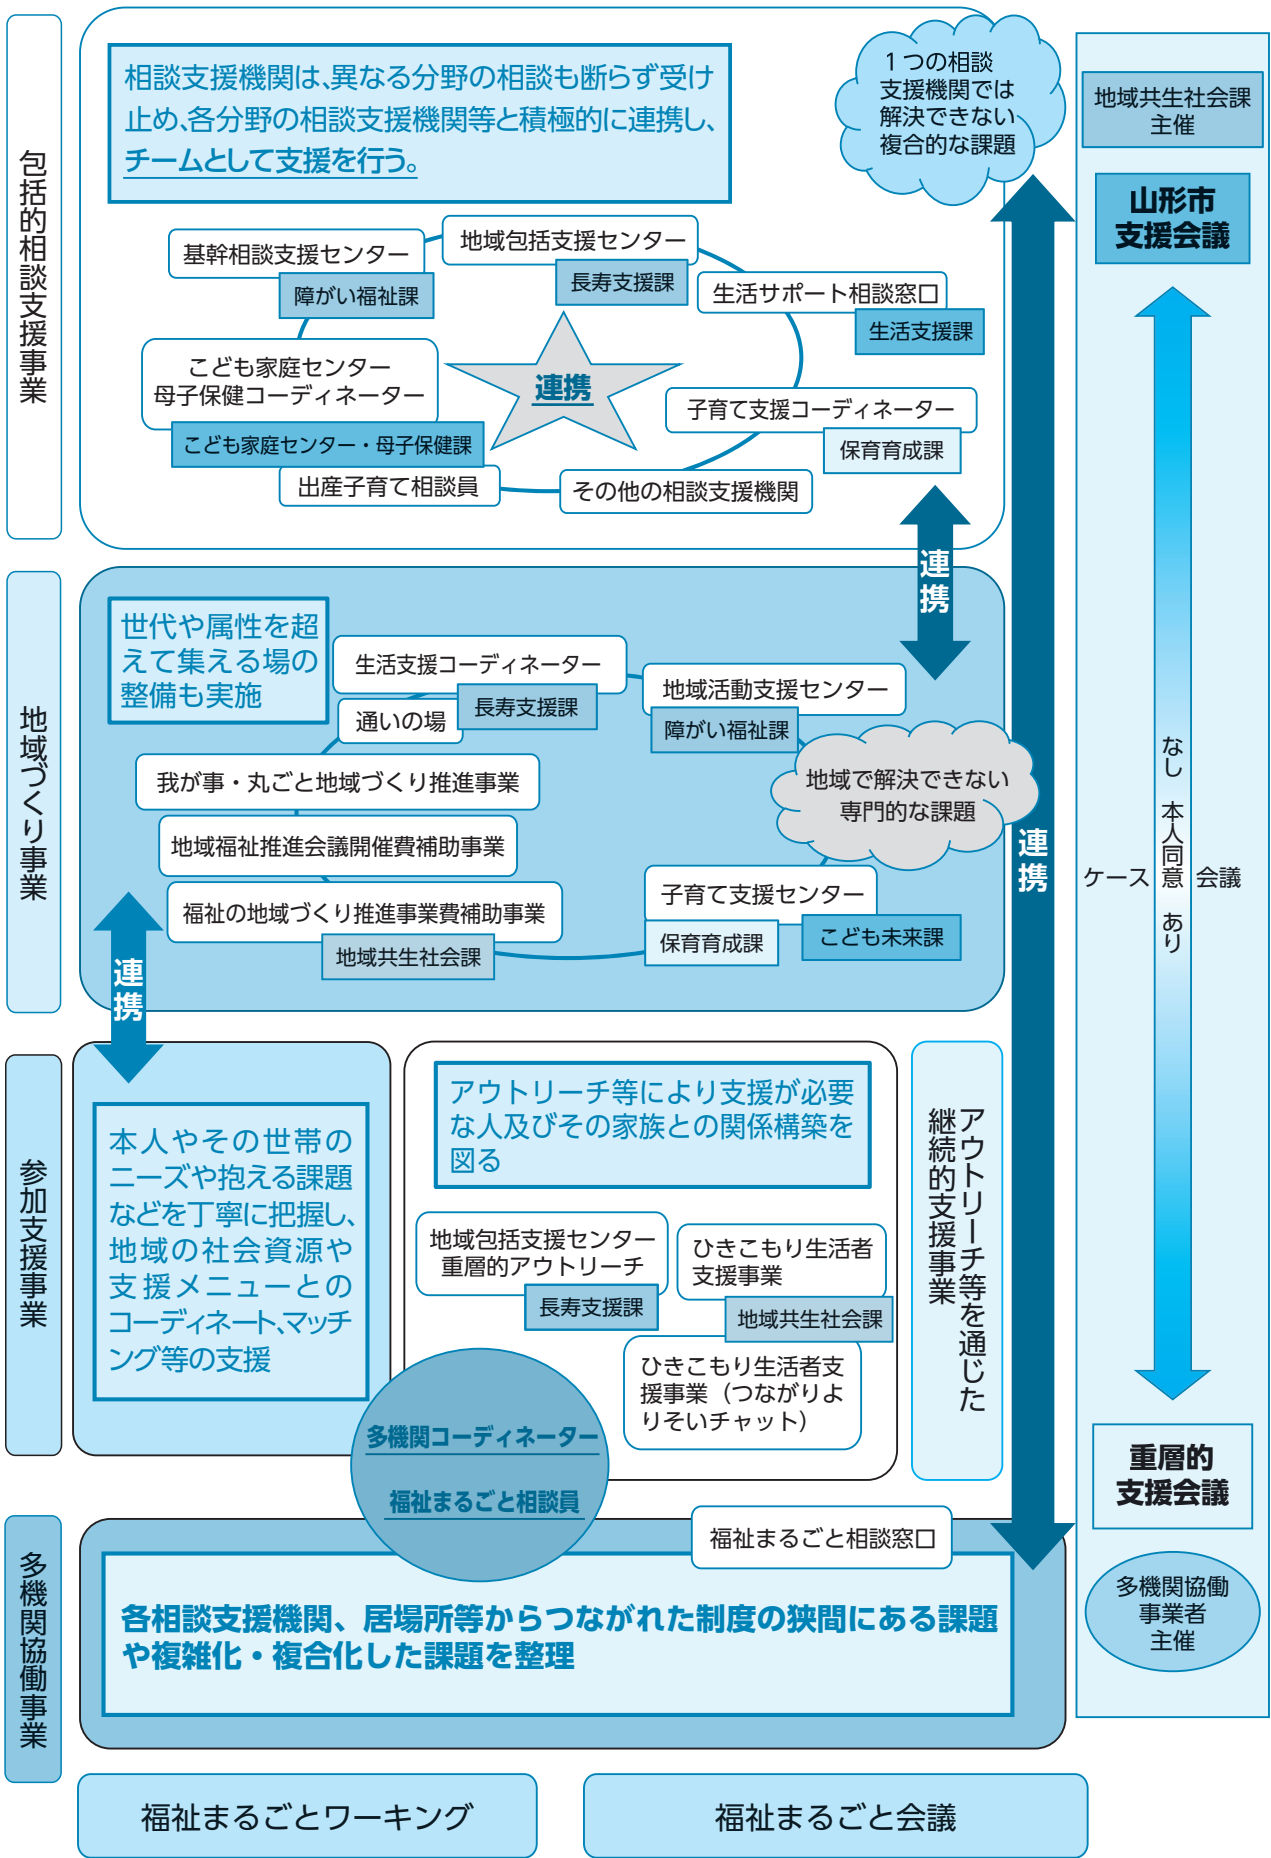 包括的相談支援事業
相談支援機関は、異なる分野の相談も断らず受け
止め、各分野の相談支援機関等と積極的に連携し、
チームとして支援を行う。
1つの相談
支援機関では
解決できない
複合的な課題
基幹相談支援センター
障がい福祉課
地域包括支援センター
長寿支援課
生活サポート相談窓口
生活支援課
こども家庭センター
母子保健コーディネーター
こども家庭センター・母子保健課
連携
子育て支援コーディネーター
保育育成課
出産子育て相談員
その他の相談支援機関
連携
地域づくり事業
世代や属性を超
えて集える場の
整備も実施
生活支援コーディネーター
長寿支援課
通いの場
地域活動支援センター
障がい福祉課
我が事・丸ごと地域づくり推進事業
地域で解決できない
専門的な課題
地域福祉推進会議開催費補助事業
福祉の地域づくり推進事業費補助事業
地域共生社会課
子育て支援センター
保育育成課
こども未来課
連携
連携
参加支援事業
本人やその世帯の
ニーズや抱える課題
などを丁寧に把握し、
地域の社会資源や
支援メニューとの
コーディネート、マッチ
ング等の支援
アウトリーチ等により支援が必要
な人及びその家族との関係構築を
図る
地域包括支援センター
重層的アウトリーチ
長寿支援課
ひきこもり生活者
支援事業
地域共生社会課
ひきこもり生活者支
援事業（つながりよ
りそいチャット）
アウトリーチ等を通じた
継続的支援事業
多機関コーディネーター
福祉まるごと相談員
多機関協働事業
福祉まるごと相談窓口
各相談支援機関、居場所等からつながれた制度の狭間にある課題
や複雑化・複合化した課題を整理
福祉まるごとワーキング
福祉まるごと会議
地域共生社会課
主催
山形市
支援会議
なし 本人同意 あり
ケース 会議
重層的
支援会議
多機関協働
事業者
主催